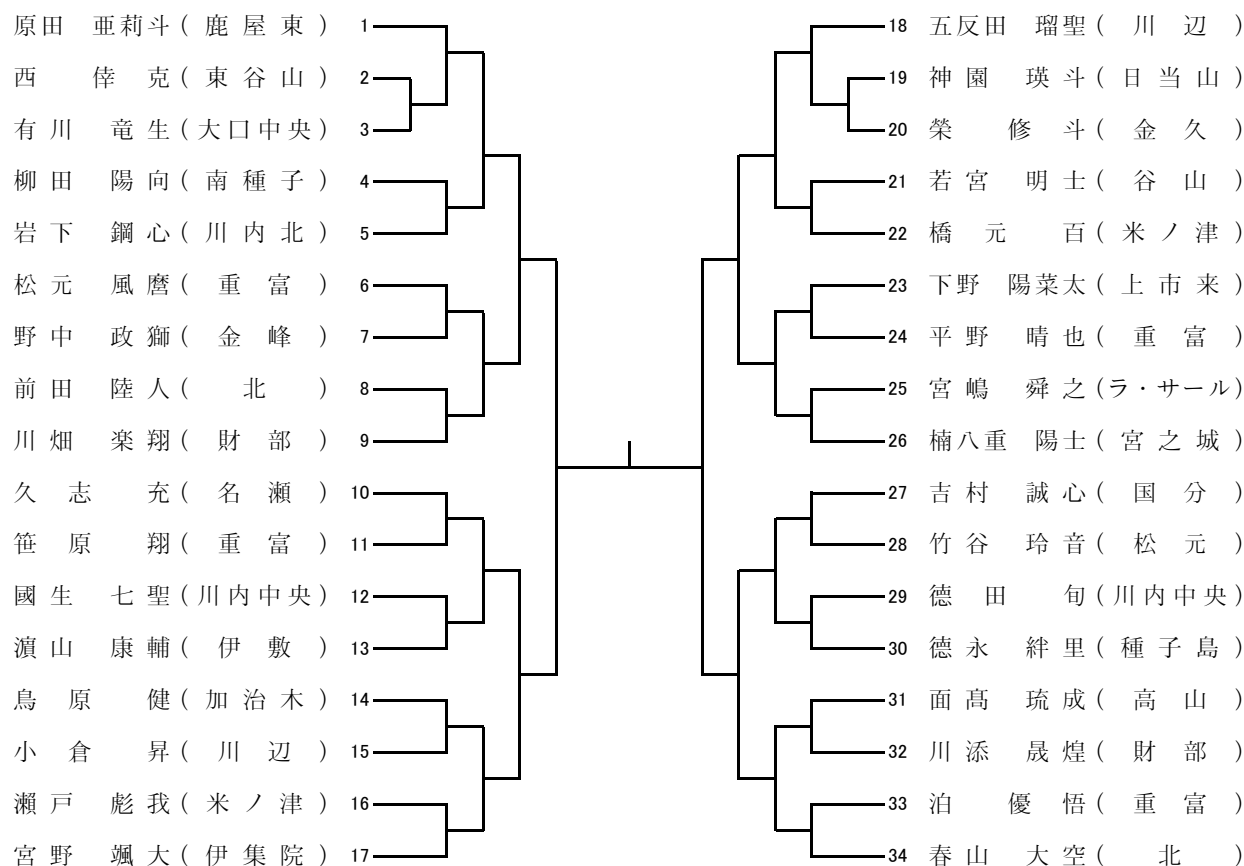 原田 亜莉斗 ( 鹿屋東 ) 1
西 倖克 ( 東谷山 ) 2
有川 竜生 ( 大口中央 ) 3
柳田 陽向 ( 南種子 ) 4
岩下 鋼心 ( 川内北 ) 5
松元 風麿 ( 重富 ) 6
野中 政獅 ( 金峰 ) 7
前田 陸人 ( 北 ) 8
川畑 楽翔 ( 財部 ) 9
久志 充 ( 名瀬 ) 10
笹原 翔 ( 重富 ) 11
國生 七聖 ( 川内中央 ) 12
濵山 康輔 ( 伊敷 ) 13
鳥原 健 ( 加治木 ) 14
小倉 昇 ( 川辺 ) 15
瀬戸 彪我 ( 米ノ津 ) 16
宮野 颯大 ( 伊集院 ) 17
18 五反田 瑠聖 ( 川辺 )
19 神園 瑛斗 ( 日当山 )
20 榮 修斗 ( 金久 )
21 若宮 明士 ( 谷山 )
22 橋元 百 ( 米ノ津 )
23 下野 陽菜太 ( 上市来 )
24 平野 晴也 ( 重富 )
25 宮嶋 舜之 (ラ・サール)
26 楠八重 陽士 ( 宮之城 )
27 吉村 誠心 ( 国分 )
28 竹谷 玲音 ( 松元 )
29 德田 旬 ( 川内中央 )
30 德永 絆里 ( 種子島 )
31 面髙 琉成 ( 高山 )
32 川添 晟煌 ( 財部 )
33 泊 優悟 ( 重富 )
34 春山 大空 ( 北 )